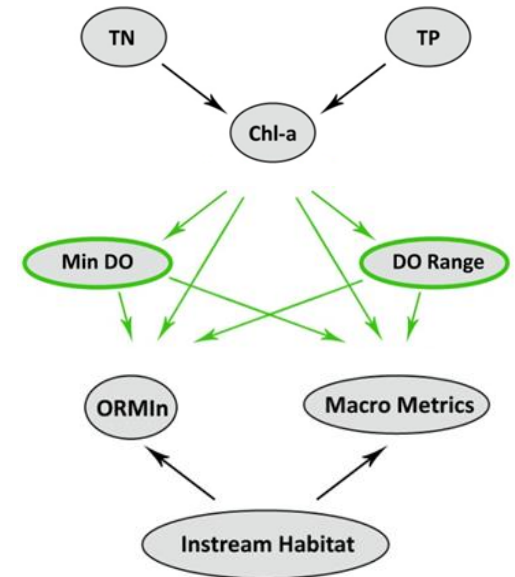 TN
TP
Chl-a
Min DO
DO Range
ORMIn
Macro Metrics
Instream Habitat